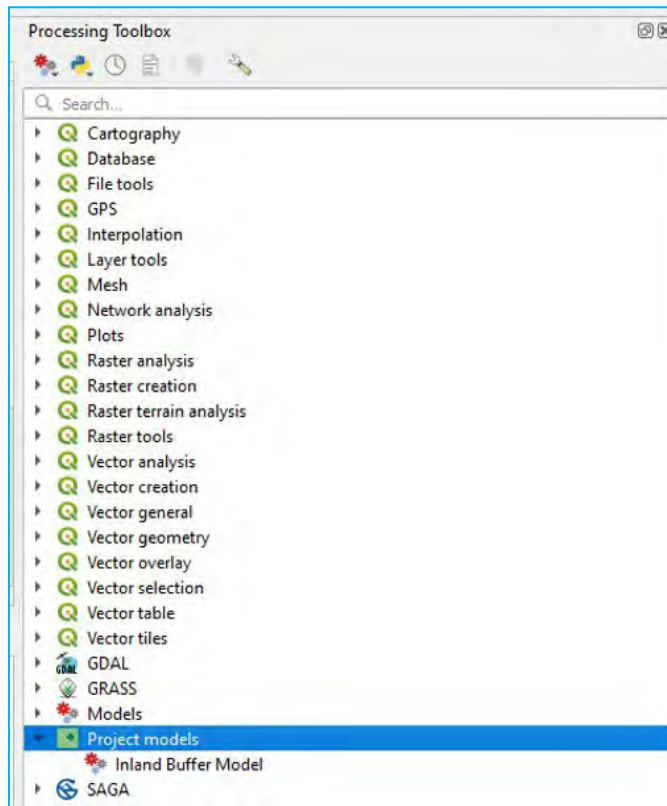 Processing Toolbox
Search...
Cartography
Database
File tools
GPS
Interpolation
Layer tools
Mesh
Network analysis
Plots
Raster analysis
Raster creation
Raster terrain analysis
Raster tools
Vector analysis
Vector creation
Vector general
Vector geometry
Vector overlay
Vector selection
Vector table
Vector tiles
GDAL GDAL
GRASS
Models
Project models
Inland Buffer Model
SAGA